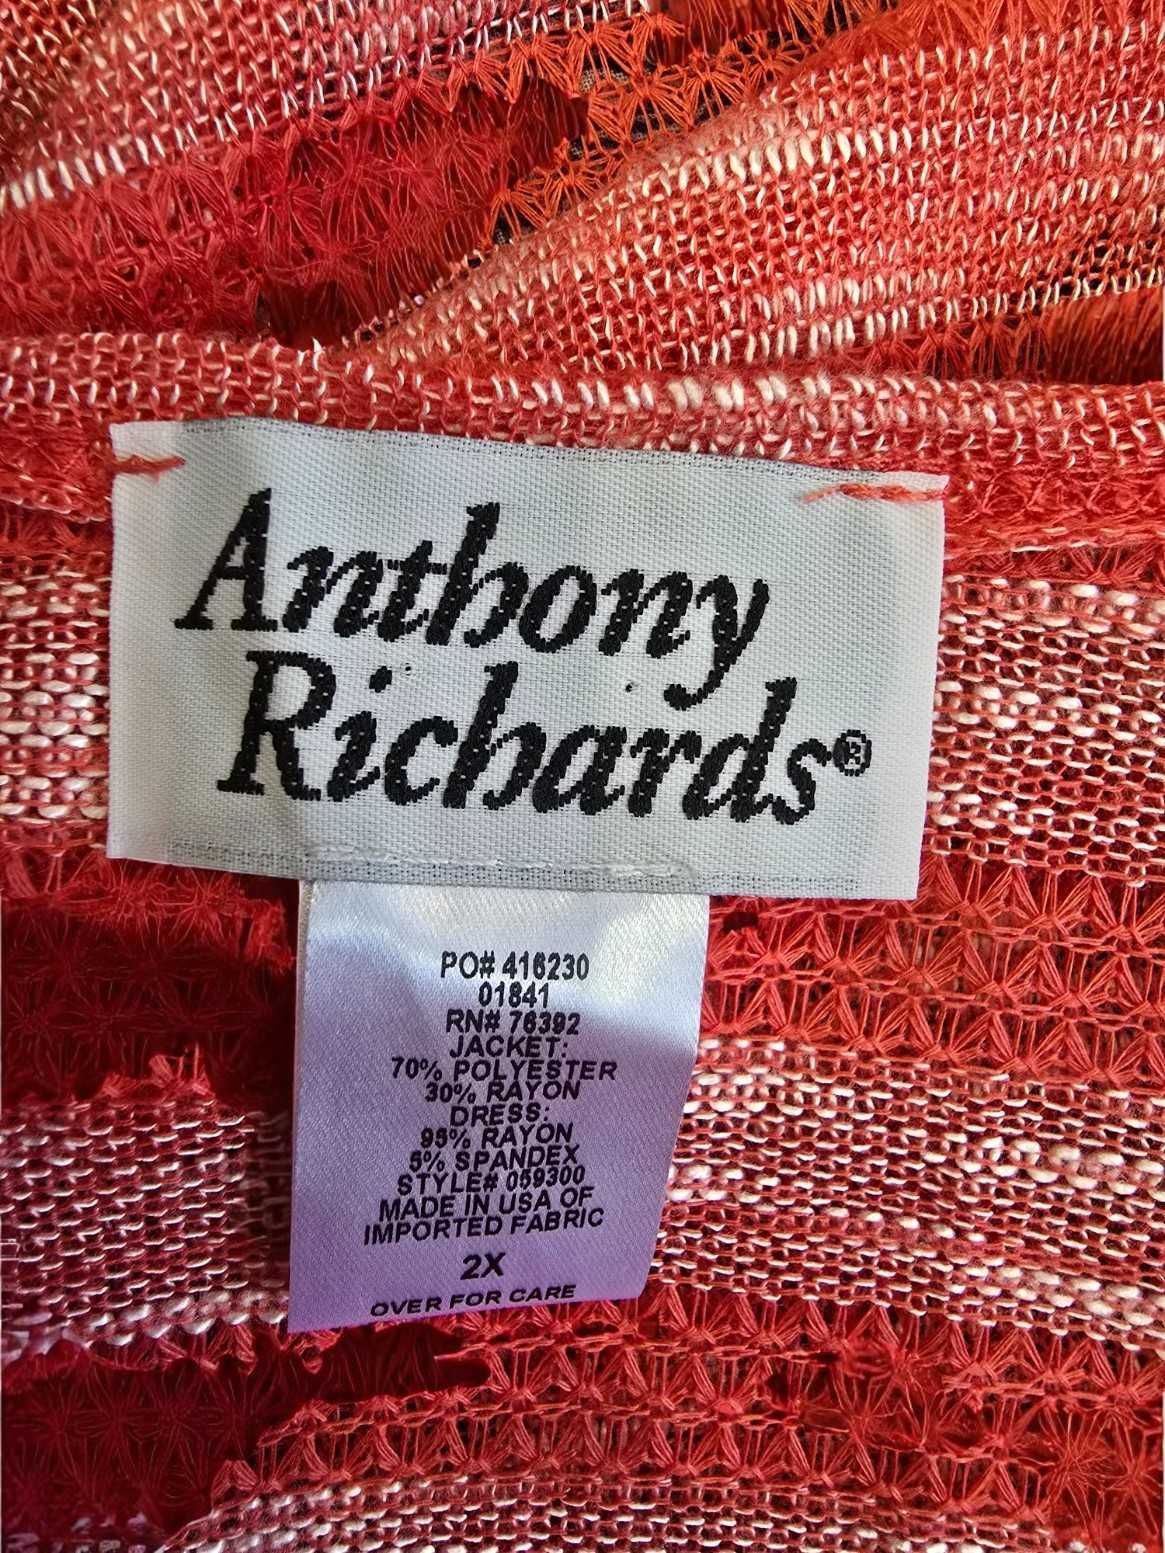 Anthony
Richards®
PO# 416230
01841
RN# 76392
JACKET:
70% POLYESTER
30% RAYON
DRESS:
95% RAYON
5% SPANDEX
STYLE# 059300
MADE IN USA OF
IMPORTED FABRIC
2X
OVER FOR CARE